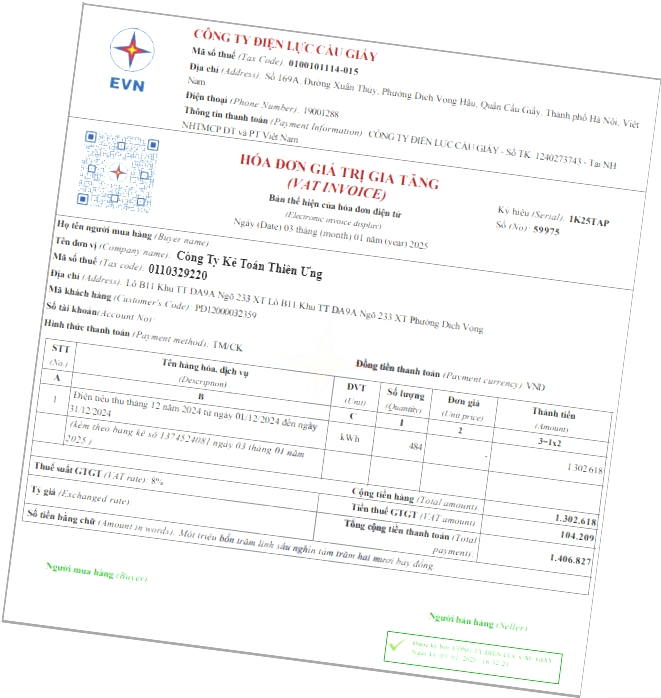 EVN
CÔNG TY ĐIỆN LỰC CẦU GIẤY
Mã số thuế (Tax Code): 0100101114-015
Địa chỉ (Address): Số 169A, Đường Xuân Thủy, Phường Dịch Vọng Hậu, Quận Cầu Giấy, Thành phố Hà Nội, Việt
Nam
Điện thoại (Phone Number): 19001288
Thông tin thanh toán (Payment Information): CÔNG TY ĐIỆN LỰC CẦU GIẤY - Số TK: 1240273743 - Tại NH
NHTMCP ĐT và PT Việt Nam
HÓA ĐƠN GIÁ TRỊ GIA TĂNG
(VAT INVOICE)
Bản thể hiện của hóa đơn điện tử
(Electronic invoice display)
Ngày (Date) 03 tháng (month) 01 năm (year) 2025
Ký hiệu (Serial): 1K25TAP
Số (No): 59975
Họ tên người mua hàng (Buyer name):
Tên đơn vị (Company name): Công Ty Kế Toán Thiên Ưng
Mã số thuế (Tax code): 0110329220
Địa chỉ (Address): Lô B11 Khu TT DA9A Ngõ 233 XT Lô B11 Khu TT DA9A Ngõ 233 XT Phường Dịch Vọng
Mã khách hàng (Customer's Code): PD12000032359
Số tài khoản(Account No):
Hình thức thanh toán (Payment method): TM/CK
Đồng tiền thanh toán (Payment currency): VND
STT
(No.)
Tên hàng hóa, dịch vụ
(Description)
ĐVT
(Unit)
Số lượng
(Quantity)
Đơn giá
(Unit price)
Thành tiền
(Amount)
A
B
C
1
2
3=1x2
1
Điện tiêu thụ tháng 12 năm 2024 từ ngày 01/12/2024 đến ngày
31/12/2024
kWh
484
-
1.302.618
(kèm theo bảng kê số 1374524081 ngày 03 tháng 01 năm
2025 )
Cộng tiền hàng (Total amount): 1.302.618
Thuế suất GTGT (VAT rate): 8%
Tiền thuế GTGT (VAT amount): 104.209
Tỷ giá (Exchanged rate):
Tổng cộng tiền thanh toán (Total
payment): 1.406.827
Số tiền bằng chữ (Amount in words): Một triệu bốn trăm linh sáu nghìn tám trăm hai mươi bảy đồng
Người mua hàng (Buyer)
Người bán hàng (Seller)
Được ký bởi: CÔNG TY ĐIỆN LỰC CẦU GIẤY